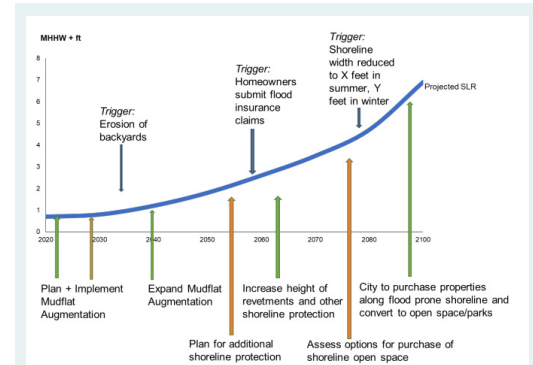 MHHW + ft
8
7
6
5
4
3
2
1
0
2020
2030
2040
2050
2060
2070
2080
2100
Trigger:
Erosion of
backyards
Trigger:
Homeowners
submit flood
insurance
claims
Trigger:
Shoreline
width reduced
to X feet in
summer, Y
feet in winter
Projected SLR
Plan + Implement
Mudflat
Augmentation
Expand Mudflat
Augmentation
Increase height of
revetments and other
shoreline protection
City to purchase properties
along flood prone shoreline and
convert to open space/parks
Plan for additional
shoreline protection
Assess options for purchase of
shoreline open space